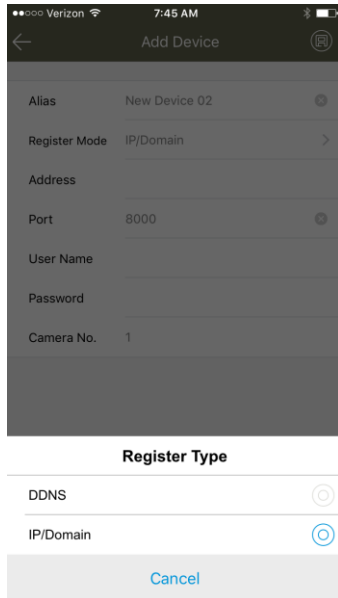 Verizon 7:45 AM
Add Device
Alias New Device 02
Register Mode IP/Domain
Address
Port 8000
User Name
Password
Camera No. 1
Register Type
DDNS
IP/Domain
Cancel